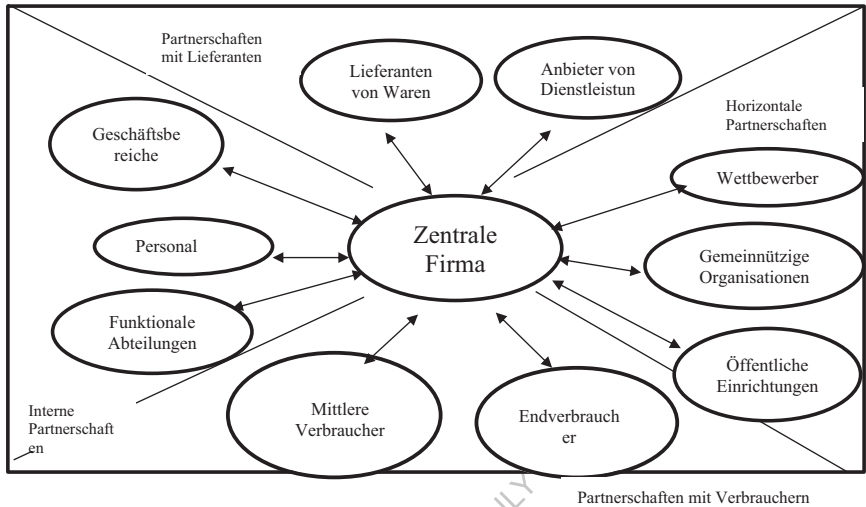 Partnerschaften
mit Lieferanten
Lieferanten
von Waren
Anbieter von
Dienstleistun
Horizontale
Partnerschaften
Geschäftsbe
reiche
Wettbewerber
Zentrale
Firma
Personal
Gemeinnützige
Organisationen
Funktionale
Abteilungen
Öffentliche
Einrichtungen
Interne
Partnerschaft
en
Mittlere
Verbraucher
Endverbrauch
er
Partnerschaften mit Verbrauchern